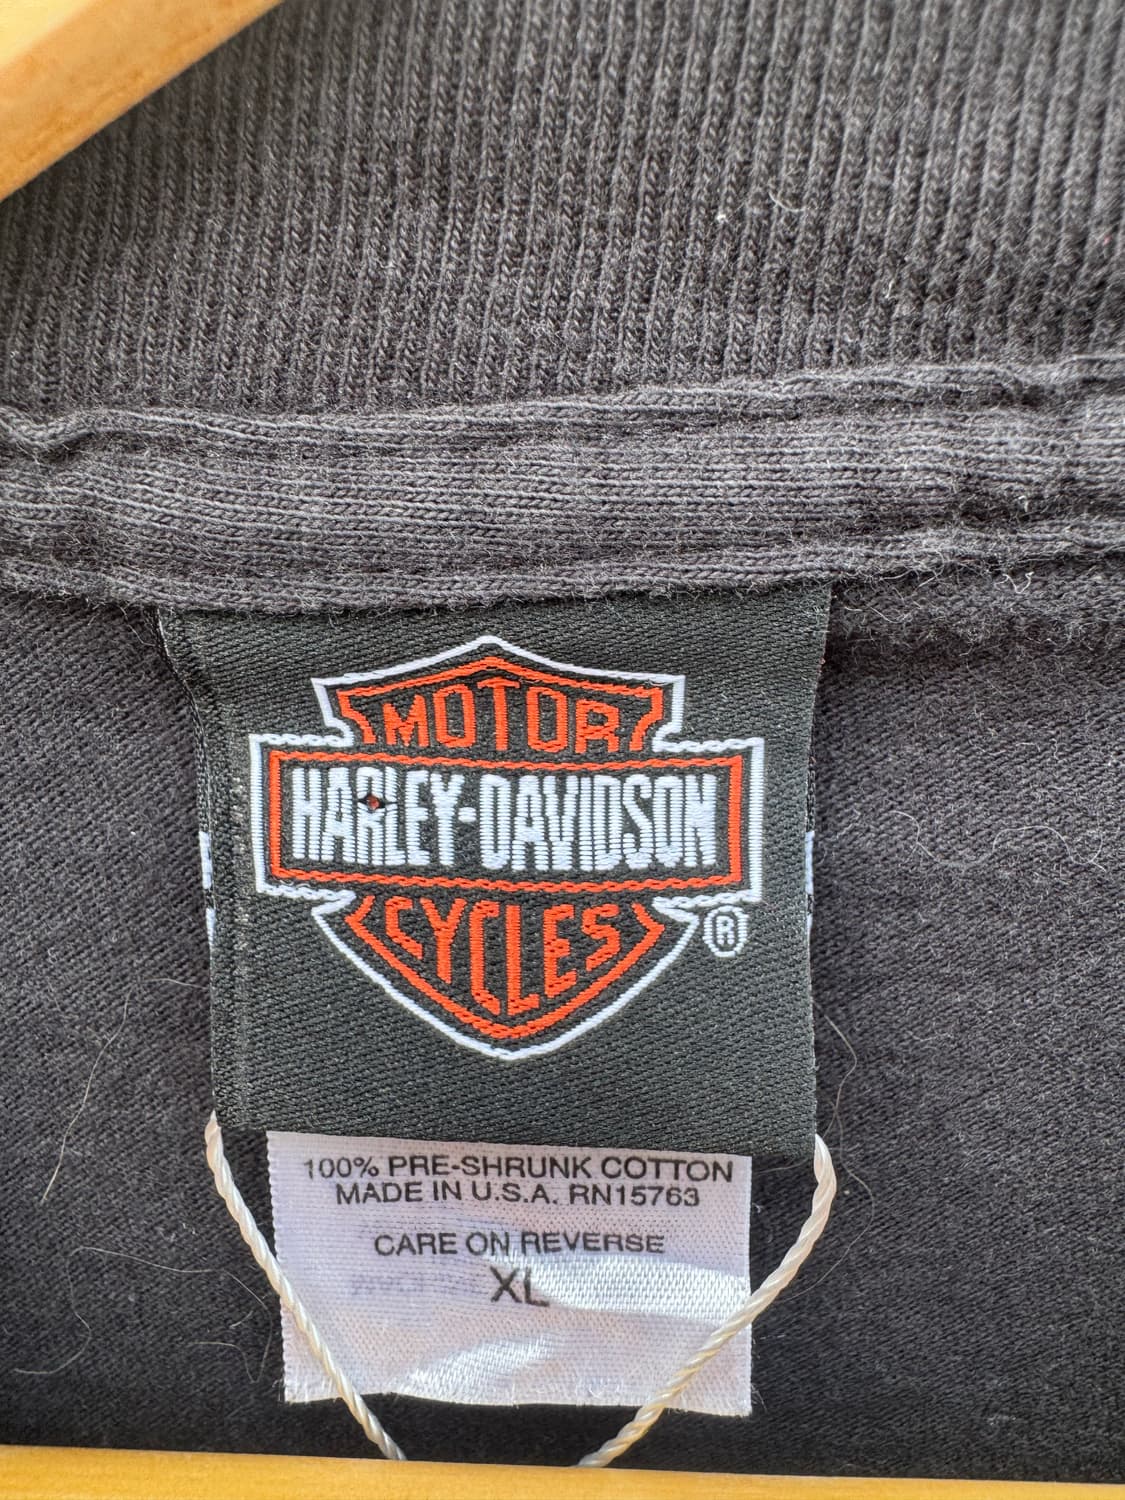 MOTOR
HARLEY-DAVIDSON
CYCLES
®
100% PRE-SHRUNK COTTON
MADE IN U.S.A. RN15763
CARE ON REVERSE
XL